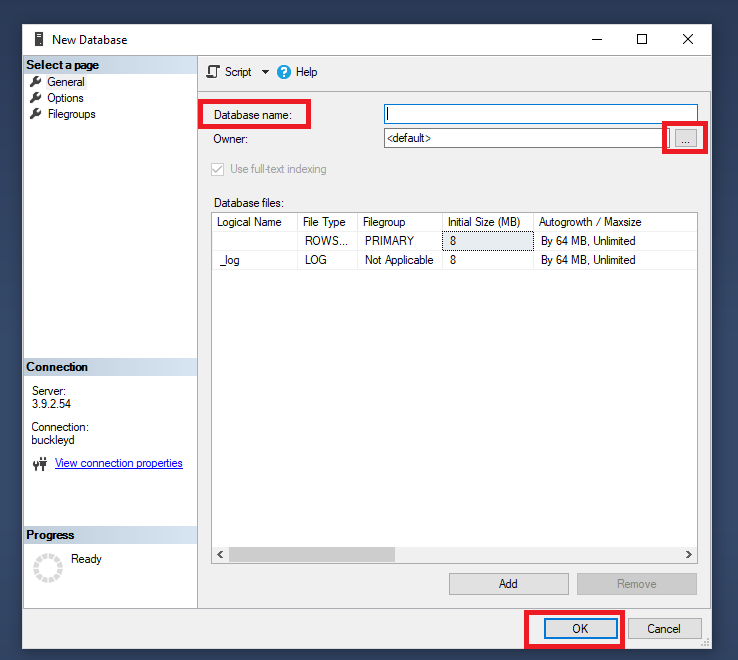 New Database
Select a page
General
Options
Filegroups
Script
Help
Database name:
Owner:
<default>
...
Use full-text indexing
Database files:
Logical Name File Type Filegroup Initial Size (MB) Autogrowth / Maxsize
ROWS... PRIMARY 8 By 64 MB, Unlimited
_log LOG Not Applicable 8 By 64 MB, Unlimited
Connection
Server:
3.9.2.54
Connection:
buckleyd
View connection properties
Progress
Ready
Add
Remove
OK
Cancel